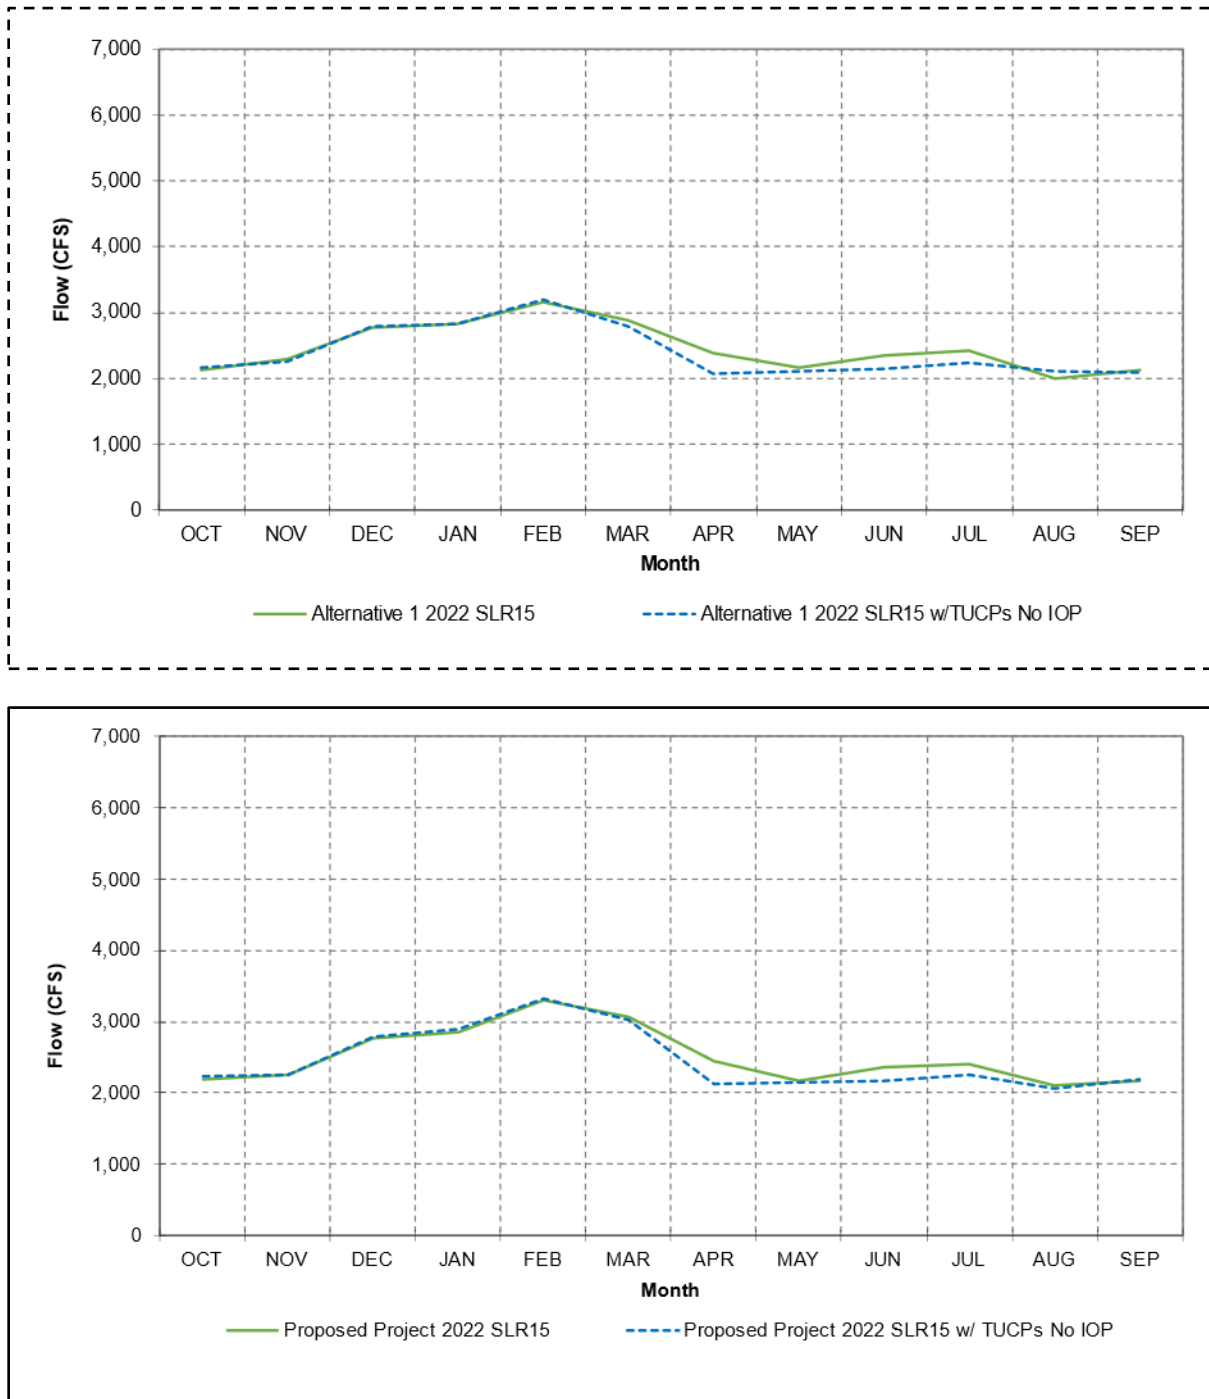 7,000
6,000
5,000
4,000
3,000
2,000
1,000
0
Flow (CFS)
OCT NOV DEC JAN FEB MAR APR MAY JUN JUL AUG SEP
Month
Alternative 1 2022 SLR15 Alternative 1 2022 SLR15 w/TUCPs No IOP
7,000
6,000
5,000
4,000
3,000
2,000
1,000
0
Flow (CFS)
OCT NOV DEC JAN FEB MAR APR MAY JUN JUL AUG SEP
Month
Proposed Project 2022 SLR15 Proposed Project 2022 SLR15 w/ TUCPs No IOP